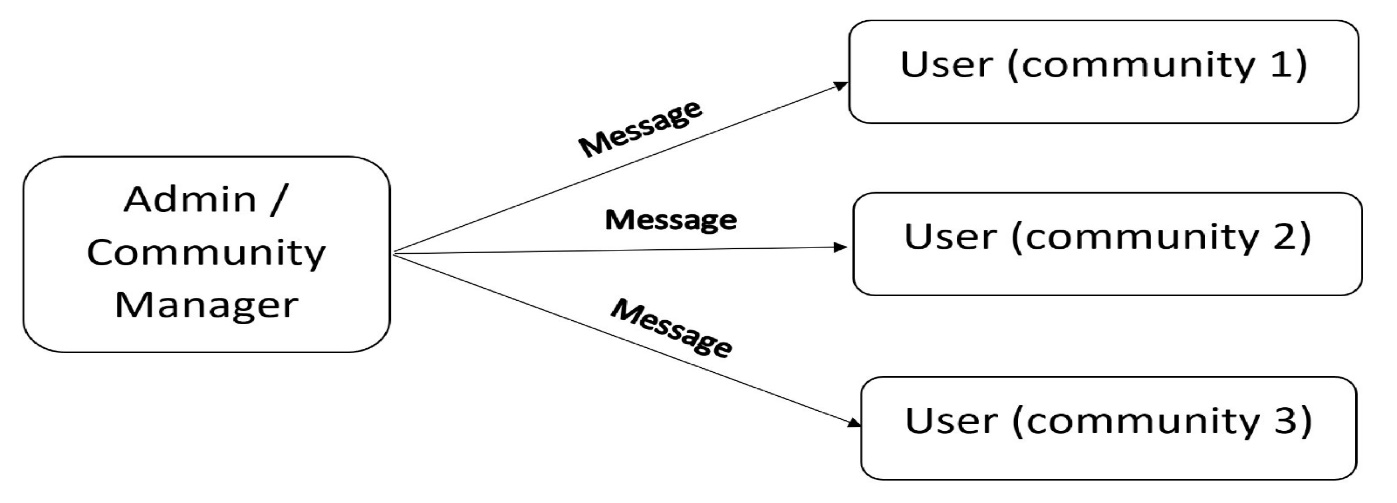 Admin /
Community
Manager
Message
User (community 1)
Message
User (community 2)
Message
User (community 3)